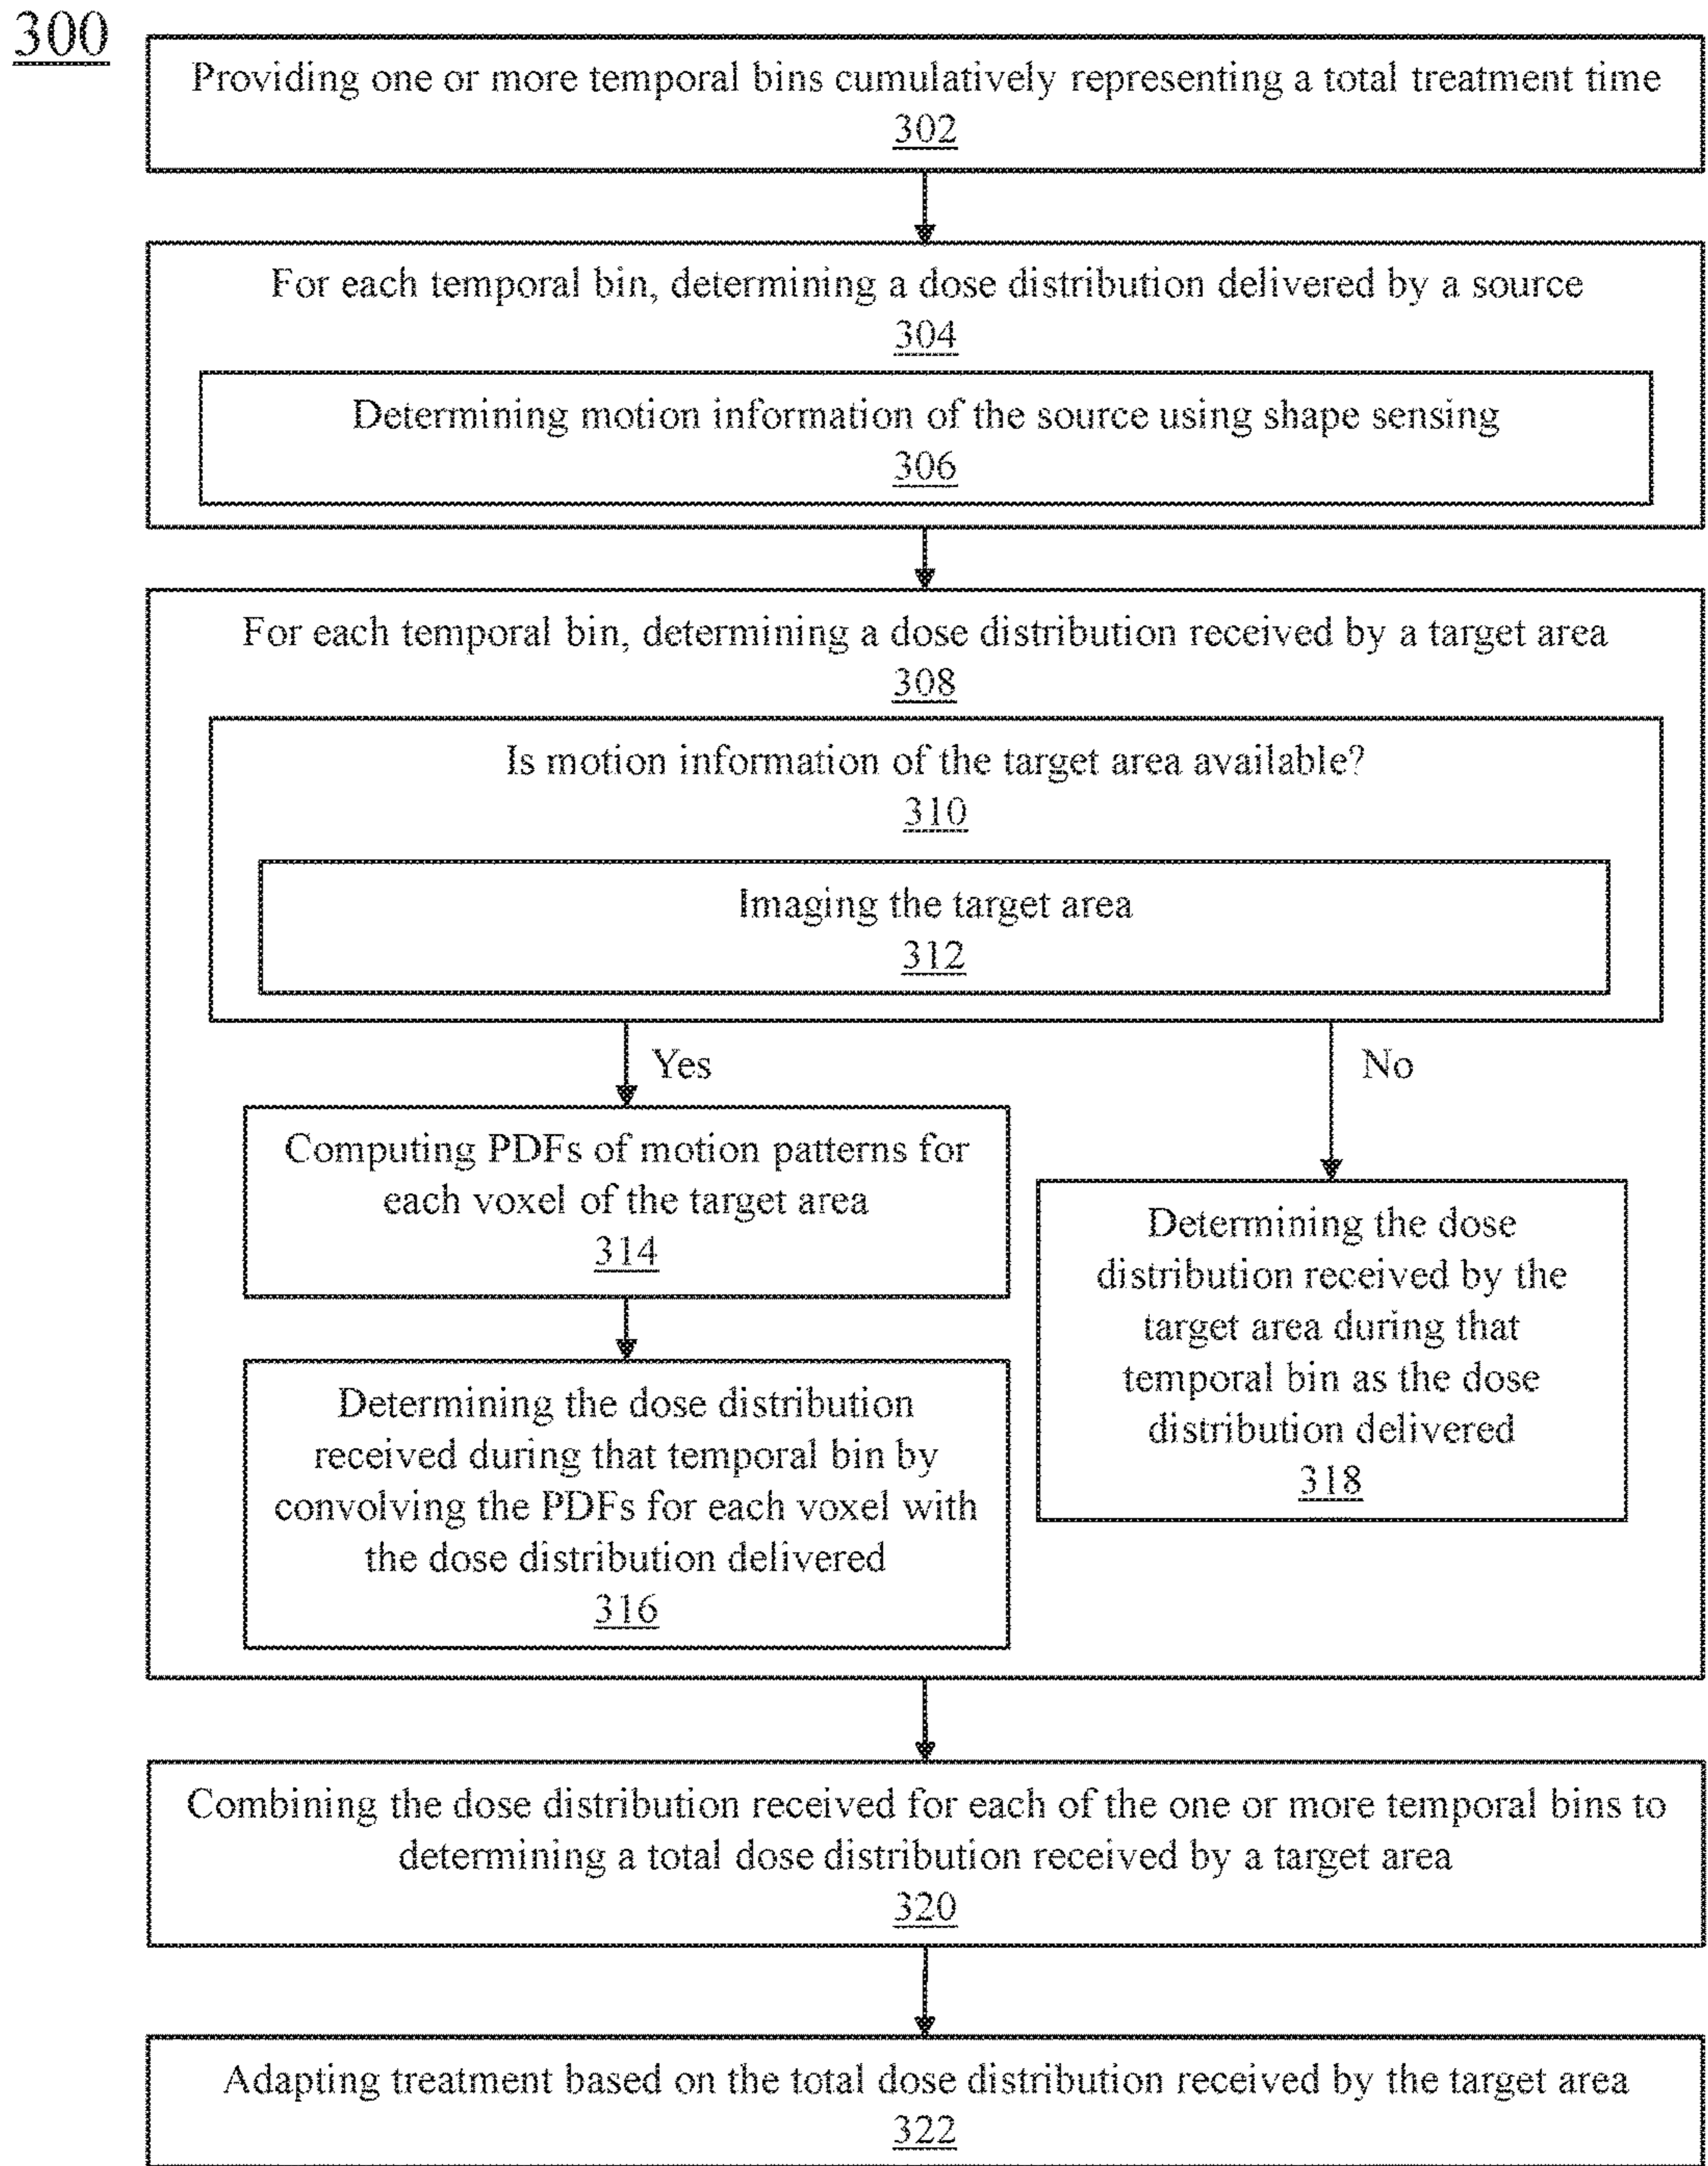 300
Providing one or more temporal bins cumulatively representing a total treatment time
302
For each temporal bin, determining a dose distribution delivered by a source
304
Determining motion information of the source using shape sensing
306
For each temporal bin, determining a dose distribution received by a target area
308
Is motion information of the target area available?
310
Imaging the target area
312
Yes
No
Computing PDFs of motion patterns for
each voxel of the target area
314
Determining the dose distribution
received during that temporal bin by
convolving the PDFs for each voxel with
the dose distribution delivered
316
Determining the dose
distribution received by the
target area during that
temporal bin as the dose
distribution delivered
318
Combining the dose distribution received for each of the one or more temporal bins to
determining a total dose distribution received by a target area
320
Adapting treatment based on the total dose distribution received by the target area
322